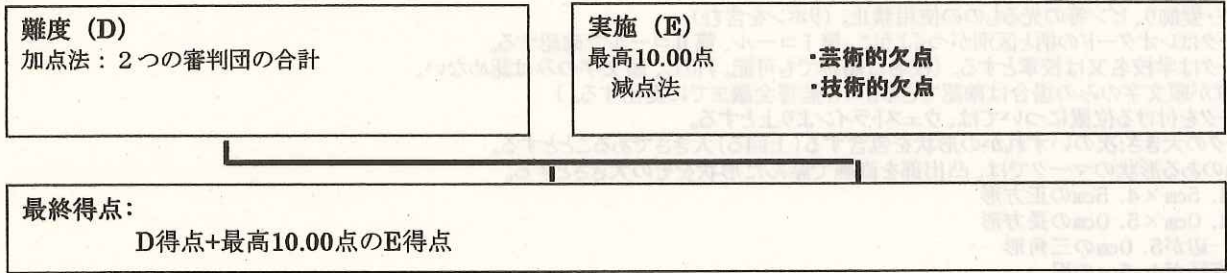 難度（D）
加点法：２つの審判団の合計
実施（E）
最高10.00点 ・芸術的欠点
減点法 ・技術的欠点
最終得点：
D得点+最高10.00点のE得点